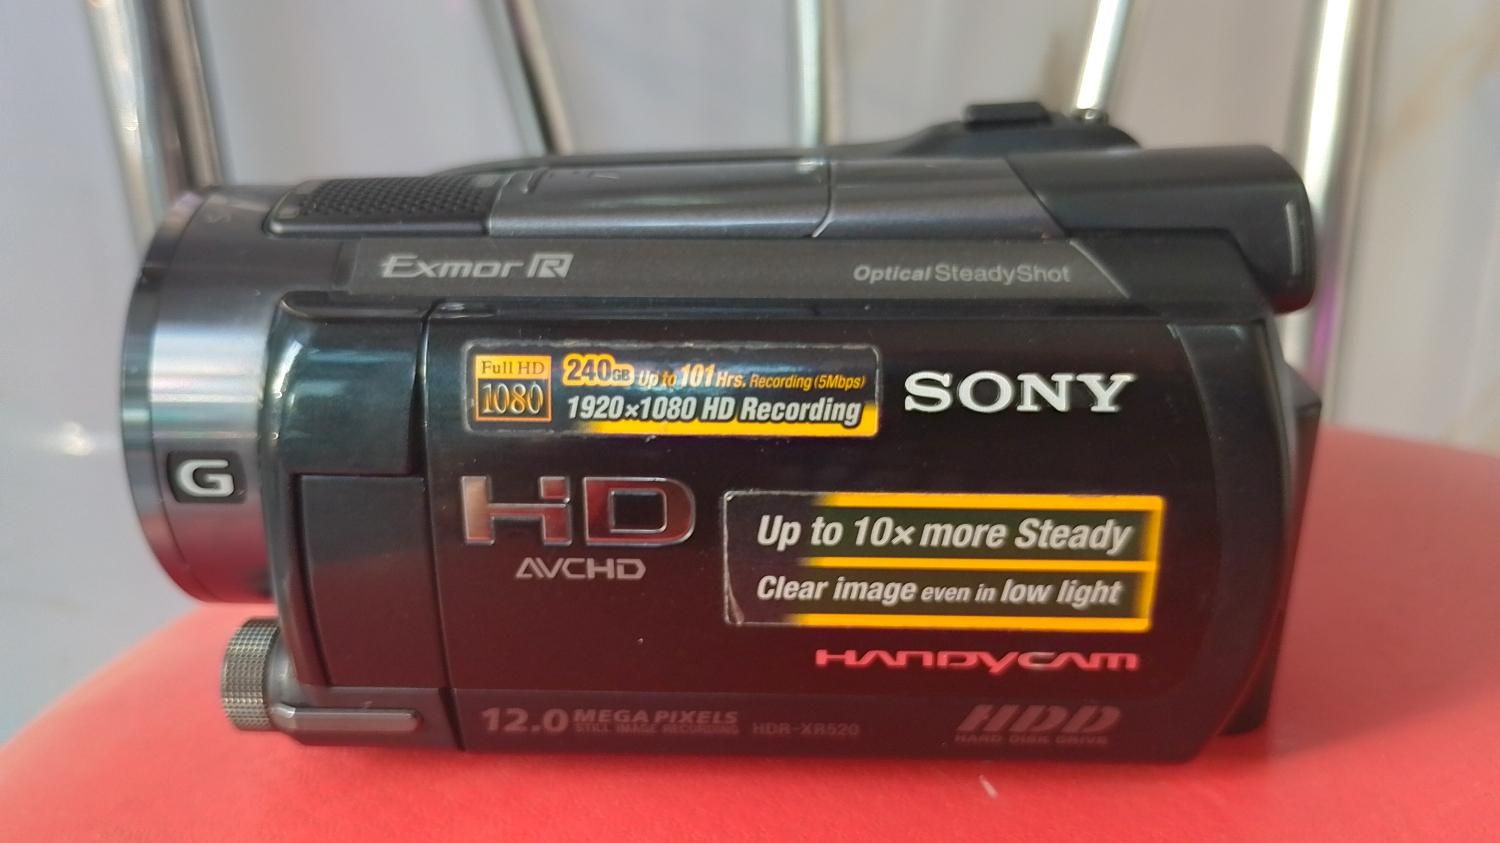 Exmor R
Optical SteadyShot
Full HD
1080
240GB Up to 101 Hrs. Recording (5Mbps)
1920×1080 HD Recording
SONY
G
HD
AVCHD
Up to 10× more Steady
Clear image even in low light
HANDYCAM
12.0 MEGA PIXELS
STILL IMAGE RECORDING
HDR-XR520
HDD
HARD DISK DRIVE